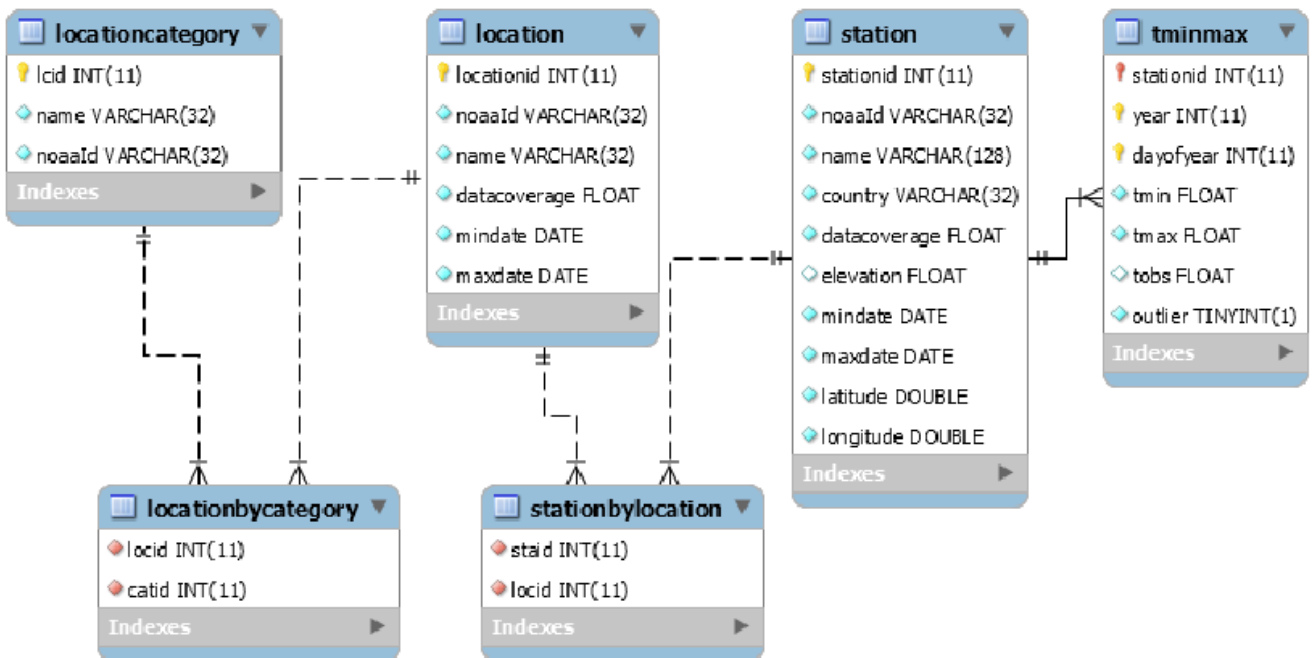 locationcategory
lcid INT(11)
name VARCHAR(32)
noaaId VARCHAR(32)
Indexes
location
locationid INT(11)
noaaId VARCHAR(32)
name VARCHAR(32)
datacoverage FLOAT
mindate DATE
maxdate DATE
Indexes
station
stationid INT(11)
noaaId VARCHAR(32)
name VARCHAR(128)
country VARCHAR(32)
datacoverage FLOAT
elevation FLOAT
mindate DATE
maxdate DATE
latitude DOUBLE
longitude DOUBLE
Indexes
tminmax
stationid INT(11)
year INT(11)
dayofyear INT(11)
tmin FLOAT
tmax FLOAT
tobs FLOAT
outlier TINYINT(1)
Indexes
locationbycategory
locid INT(11)
catid INT(11)
Indexes
stationbylocation
staid INT(11)
locid INT(11)
Indexes